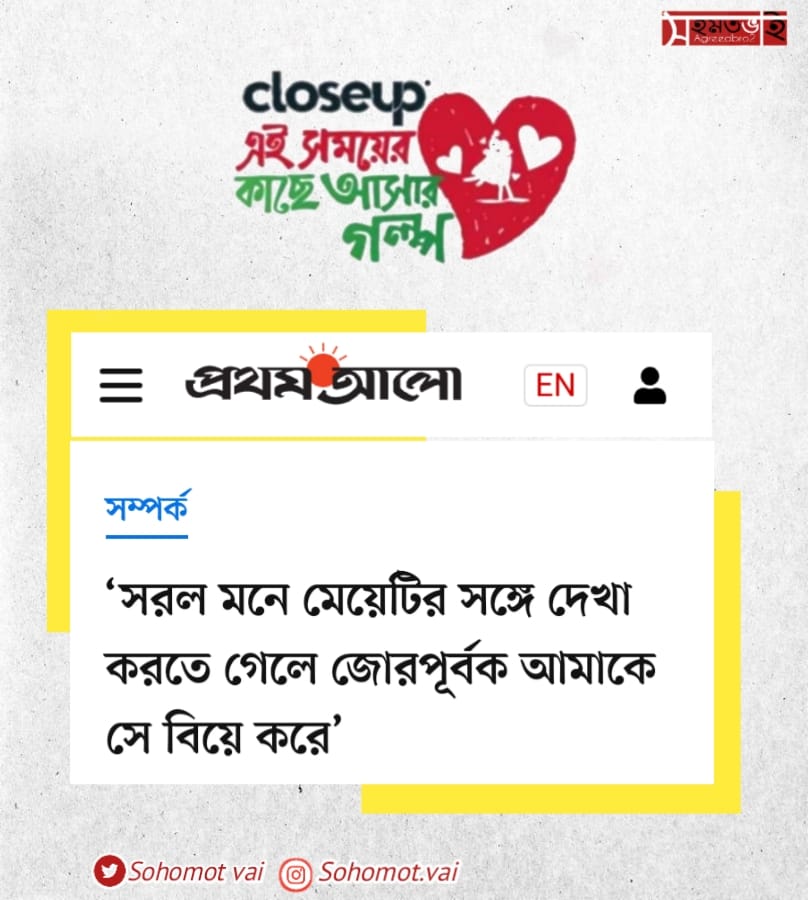 সহমতভাই
Agreeabro2
closeup
এই সময়ের
কাছে আসার
গল্প
প্রথম আলো
EN
সম্পর্ক
‘সরল মনে মেয়েটির সঙ্গে দেখা
করতে গেলে জোরপূর্বক আমাকে
সে বিয়ে করে’
Sohomot vai Sohomot.vai